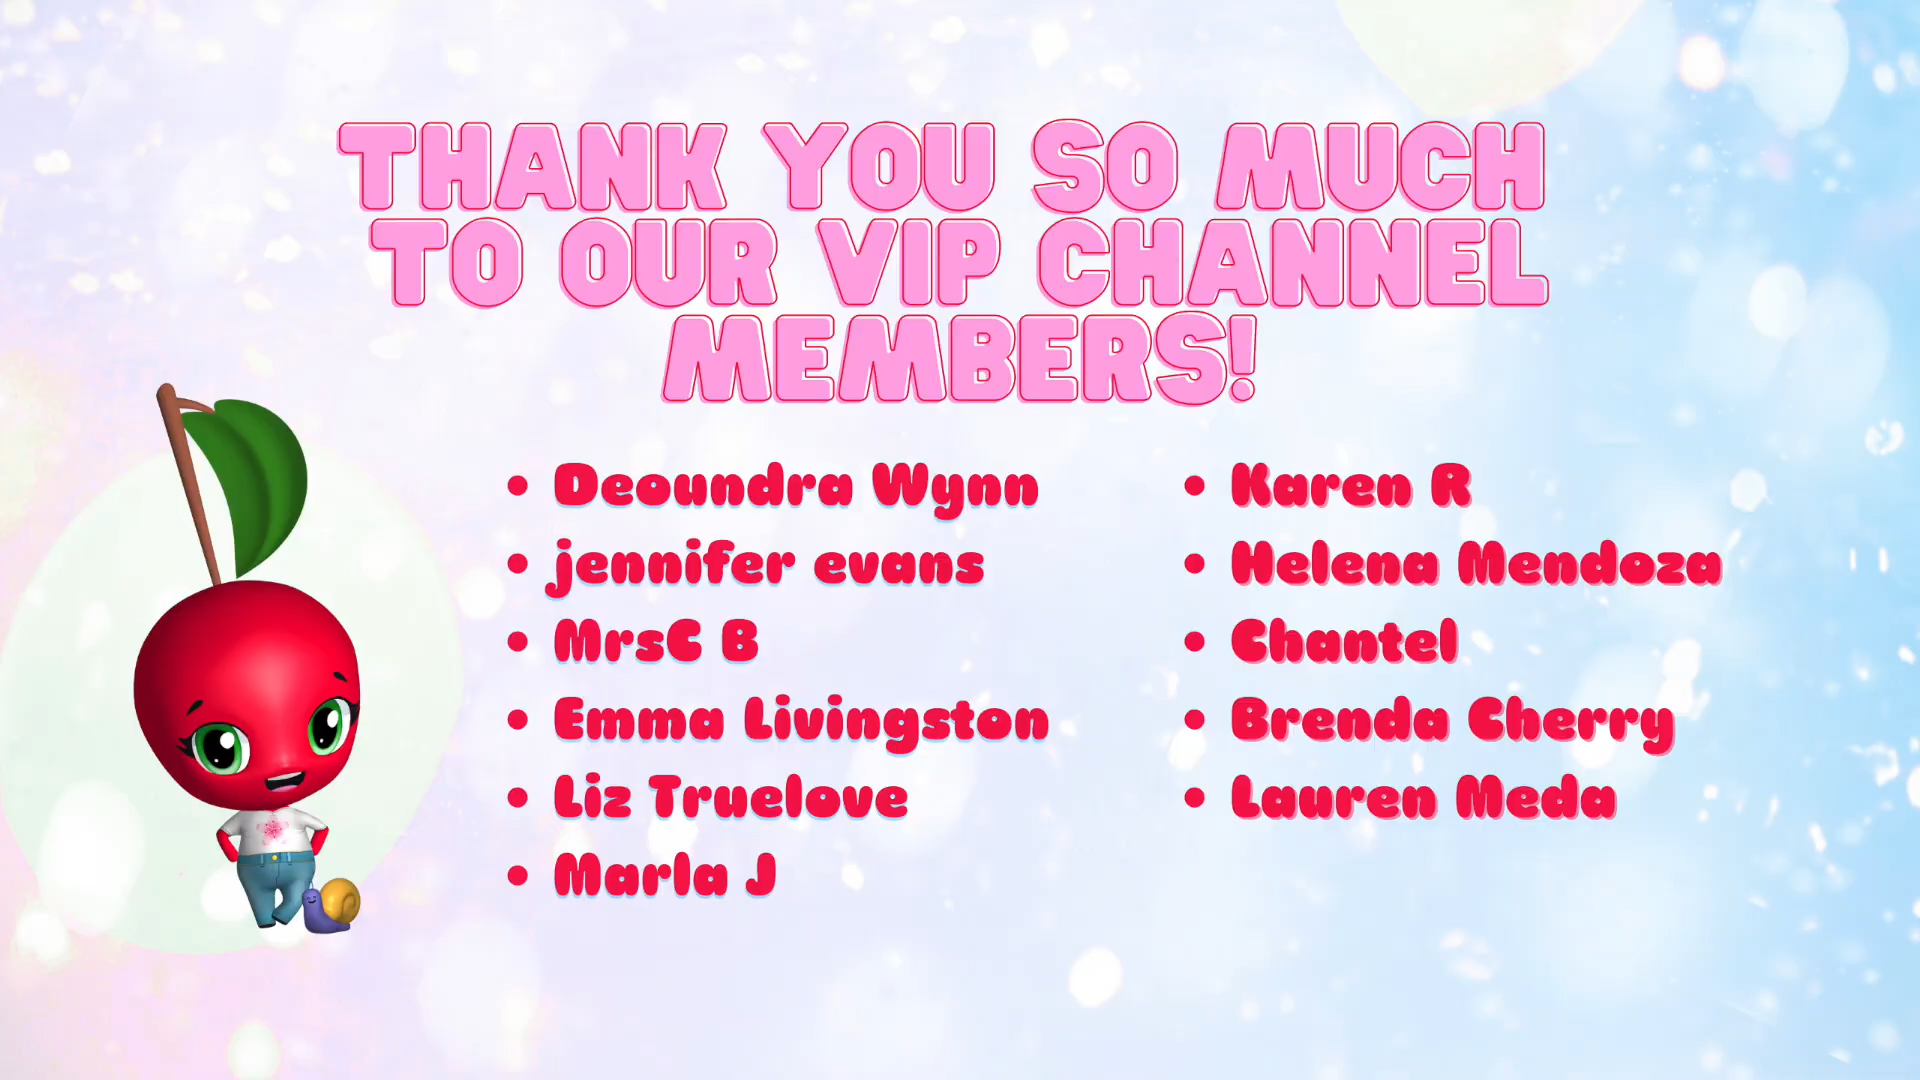 THANK YOU SO MUCH
TO OUR VIP CHANNEL
MEMBERS!
• Deoundra Wynn
• jennifer evans
• MrsC B
• Emma Livingston
• Liz Truelove
• Marla J
• Karen R
• Helena Mendoza
• Chantel
• Brenda Cherry
• Lauren Meda